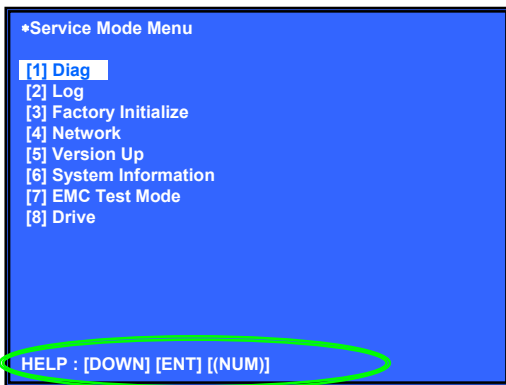 *Service Mode Menu
[1] Diag
[2] Log
[3] Factory Initialize
[4] Network
[5] Version Up
[6] System Information
[7] EMC Test Mode
[8] Drive
HELP : [DOWN] [ENT] [(NUM)]